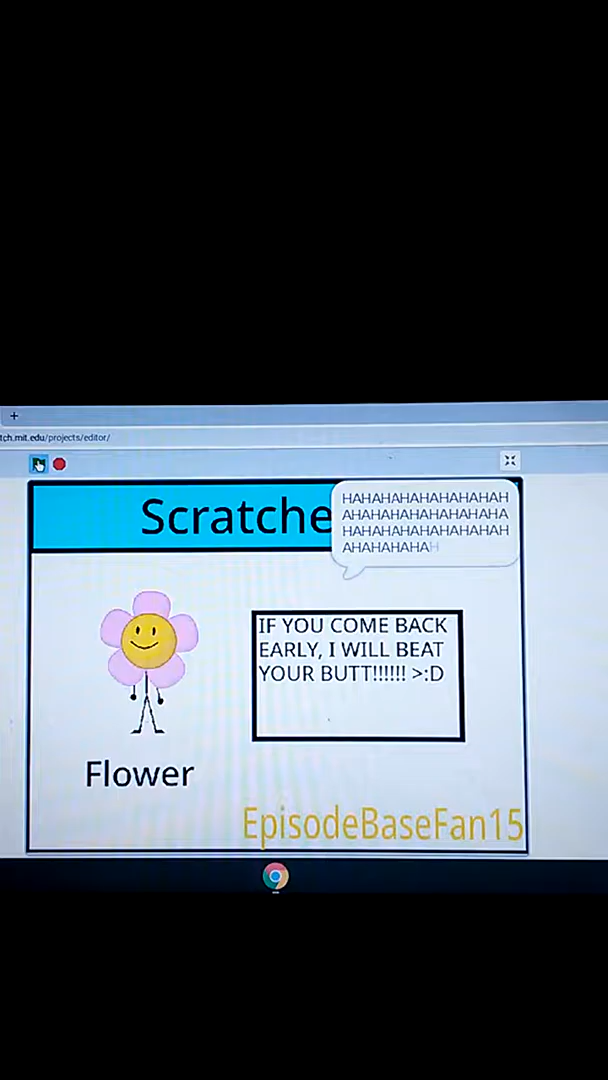 +
tch.mit.edu/projects/editor/
Scratche
HAHAHAHAHAHAHAHAH
AHAHAHAHAHAHAHAHA
HAHAHAHAHAHAHAHAH
AHAHAHAHAH
IF YOU COME BACK
EARLY, I WILL BEAT
YOUR BUTT!!!!!! >:D
Flower
EpisodeBaseFan15